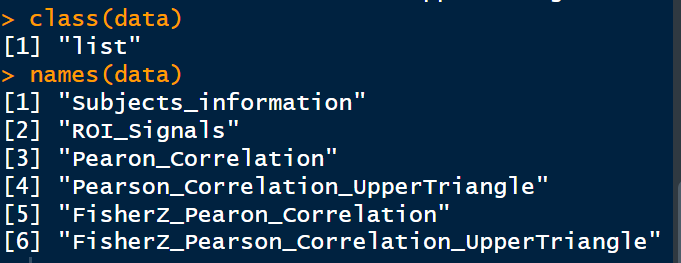 > class(data)
[1] "list"
> names(data)
[1] "Subjects_information"
[2] "ROI_Signals"
[3] "Pearon_Correlation"
[4] "Pearson_Correlation_UpperTriangle"
[5] "FisherZ_Pearon_Correlation"
[6] "FisherZ_Pearson_Correlation_UpperTriangle"